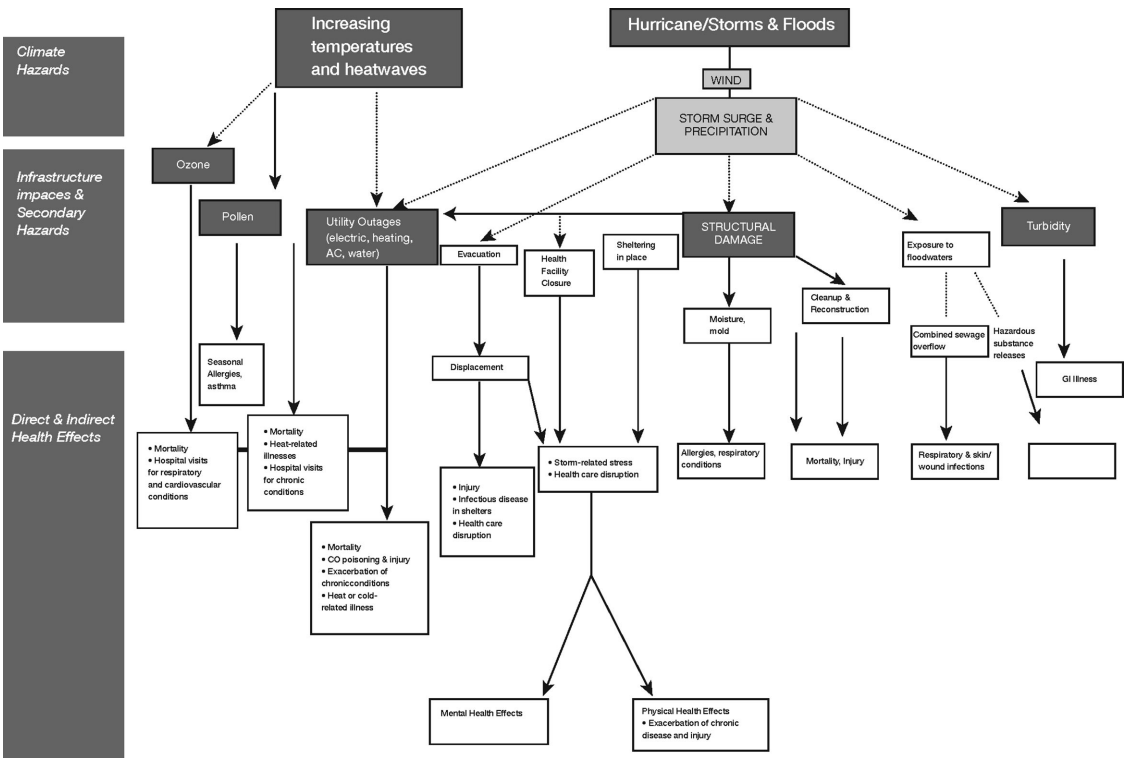 Climate
Hazards
Increasing
temperatures
and heatwaves
Hurricane/Storms & Floods
WIND
STORM SURGE &
PRECIPITATION
Infrastructure
impaces &
Secondary
Hazards
Ozone
Pollen
Utility Outages
(electric, heating,
AC, water)
Evacuation
Health
Facility
Closure
Sheltering
in place
STRUCTURAL
DAMAGE
Exposure to
floodwaters
Turbidity
Moisture,
mold
Cleanup &
Reconstruction
Combined sewage
overflow
Hazardous
substance
releases
Direct & Indirect
Health Effects
Seasonal
Allergies,
asthma
Displacement
GI Illness
• Mortality
• Hospital visits
for respiratory
and cardiovascular
conditions
• Mortality
• Heat-related
illnesses
• Hospital visits
for chronic
conditions
• Mortality
• CO poisoning & injury
• Exacerbation of
chronicconditions
• Heat or cold-
related illness
• Injury
• Infectious disease
in shelters
• Health care
disruption
• Storm-related stress
• Health care disruption
Allergies, respiratory
conditions
Mortality, Injury
Respiratory & skin/
wound infections
Mental Health Effects
Physical Health Effects
• Exacerbation of chronic
disease and injury